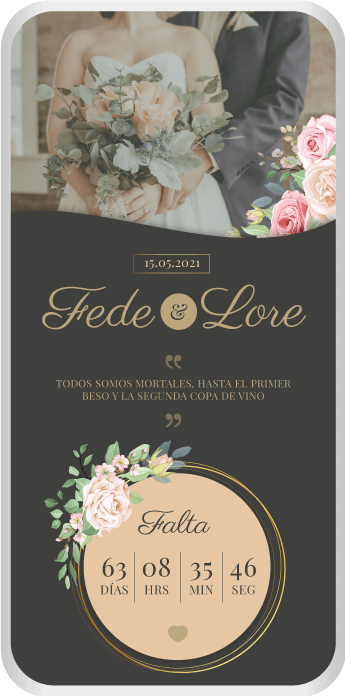 15.05.2021
Fede & Lore
“
TODOS SOMOS MORTALES, HASTA EL PRIMER
BESO Y LA SEGUNDA COPA DE VINO
”
Falta
63 08 35 46
DÍAS HRS MIN SEG